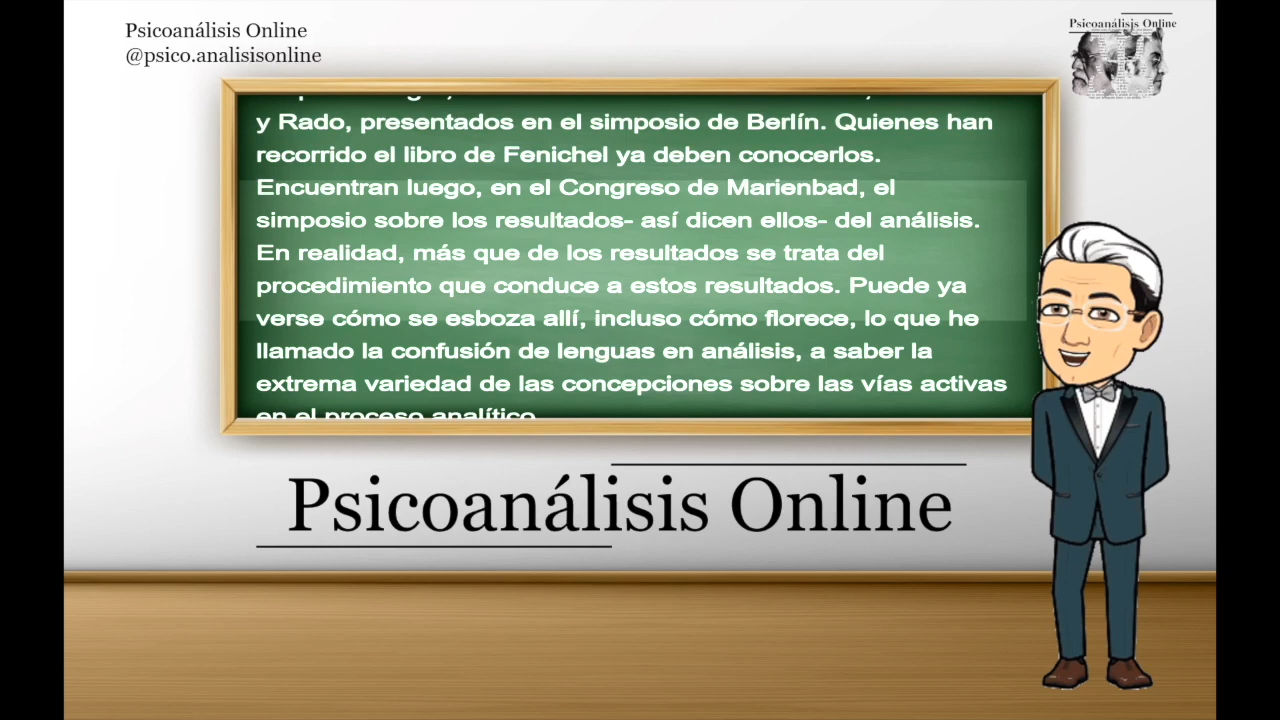 Psicoanálisis Online
@psico.analisisonline
Psicoanálisis Online
y Rado, presentados en el simposio de Berlín. Quienes han
recorrido el libro de Fenichel ya deben conocerlos.
Encuentran luego, en el Congreso de Marienbad, el
simposio sobre los resultados- así dicen ellos- del análisis.
En realidad, más que de los resultados se trata del
procedimiento que conduce a estos resultados. Puede ya
verse cómo se esboza allí, incluso cómo florece, lo que he
llamado la confusión de lenguas en análisis, a saber la
extrema variedad de las concepciones sobre las vías activas
en el proceso analítico
Psicoanálisis Online